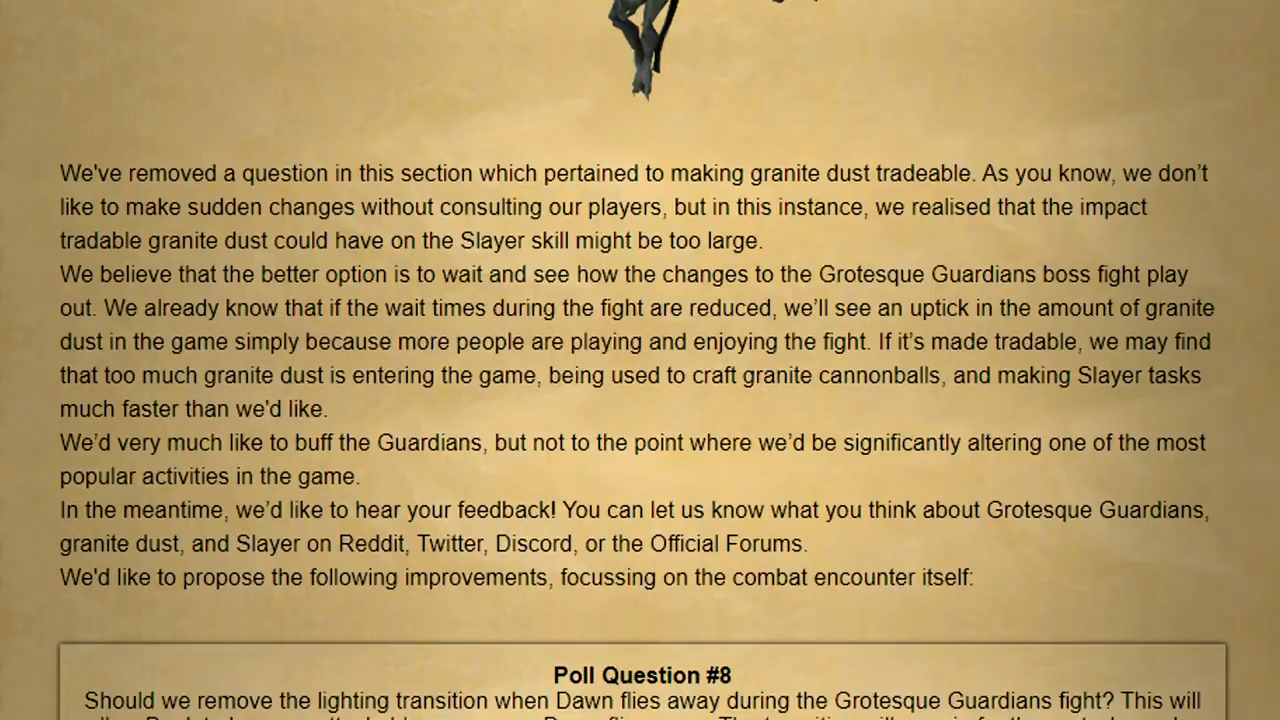 We've removed a question in this section which pertained to making granite dust tradeable. As you know, we don’t
like to make sudden changes without consulting our players, but in this instance, we realised that the impact
tradable granite dust could have on the Slayer skill might be too large.
We believe that the better option is to wait and see how the changes to the Grotesque Guardians boss fight play
out. We already know that if the wait times during the fight are reduced, we’ll see an uptick in the amount of granite
dust in the game simply because more people are playing and enjoying the fight. If it’s made tradable, we may find
that too much granite dust is entering the game, being used to craft granite cannonballs, and making Slayer tasks
much faster than we'd like.
We’d very much like to buff the Guardians, but not to the point where we’d be significantly altering one of the most
popular activities in the game.
In the meantime, we’d like to hear your feedback! You can let us know what you think about Grotesque Guardians,
granite dust, and Slayer on Reddit, Twitter, Discord, or the Official Forums.
We'd like to propose the following improvements, focussing on the combat encounter itself:
Poll Question #8
Should we remove the lighting transition when Dawn flies away during the Grotesque Guardians fight? This will